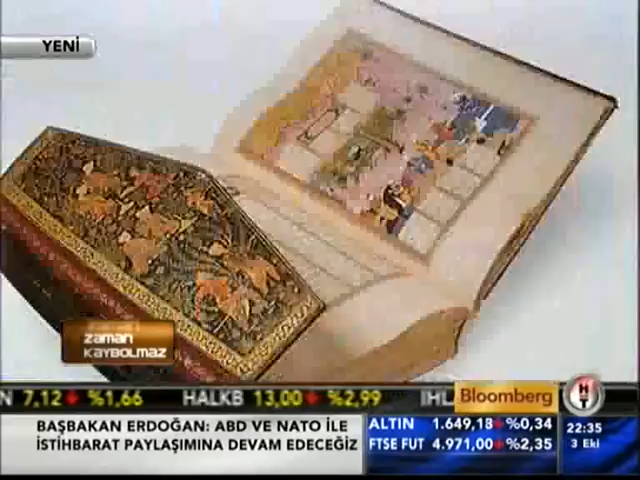 YENİ
zaman
KAYBOLMAZ
N 7,12 %1,66 HALKB 13,00 %2,99 IHL
Bloomberg
HT
BAŞBAKAN ERDOĞAN: ABD VE NATO İLE
İSTİHBARAT PAYLAŞIMINA DEVAM EDECEĞİZ
ALTIN 1.649,18 %0,34
FTSE FUT 4.971,00 %2,35
22:35
3 Eki